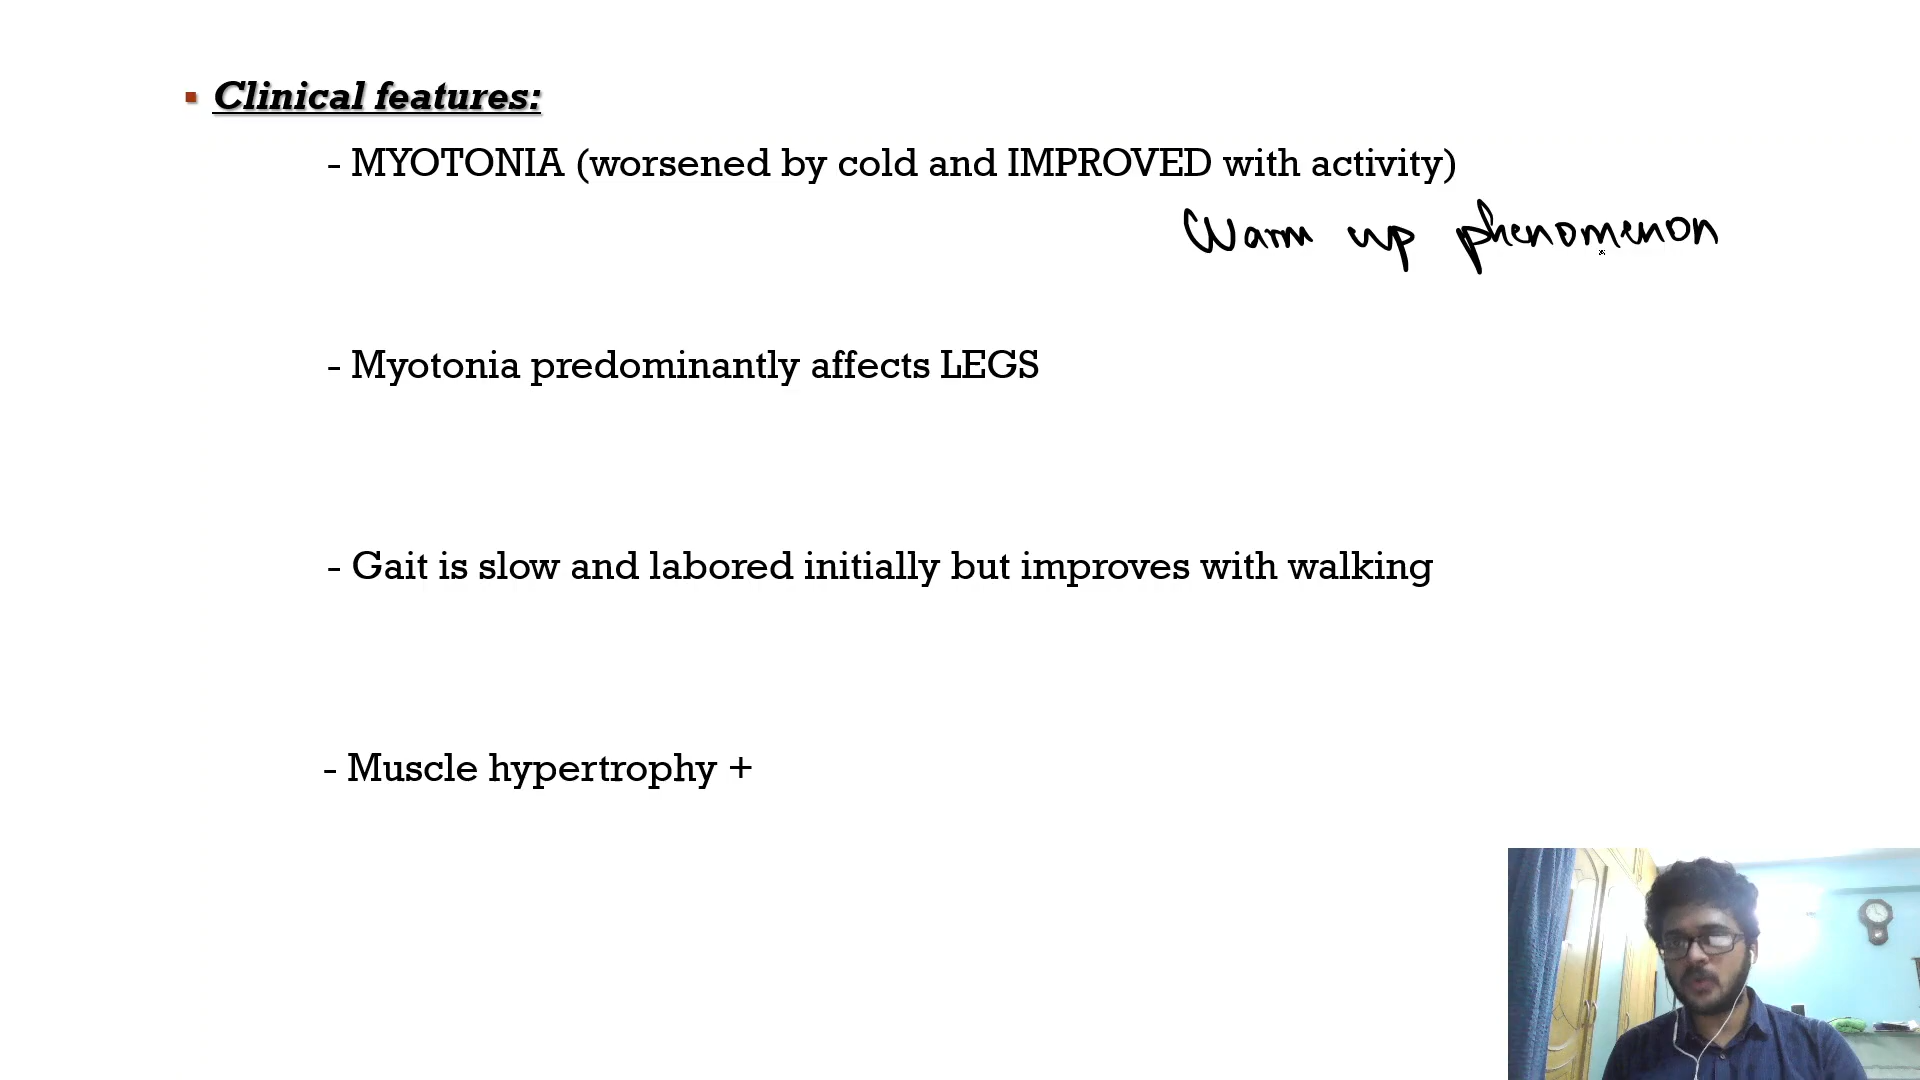 Clinical features:
- MYOTONIA (worsened by cold and IMPROVED with activity)
Warm up phenomenon
- Myotonia predominantly affects LEGS
- Gait is slow and labored initially but improves with walking
- Muscle hypertrophy +